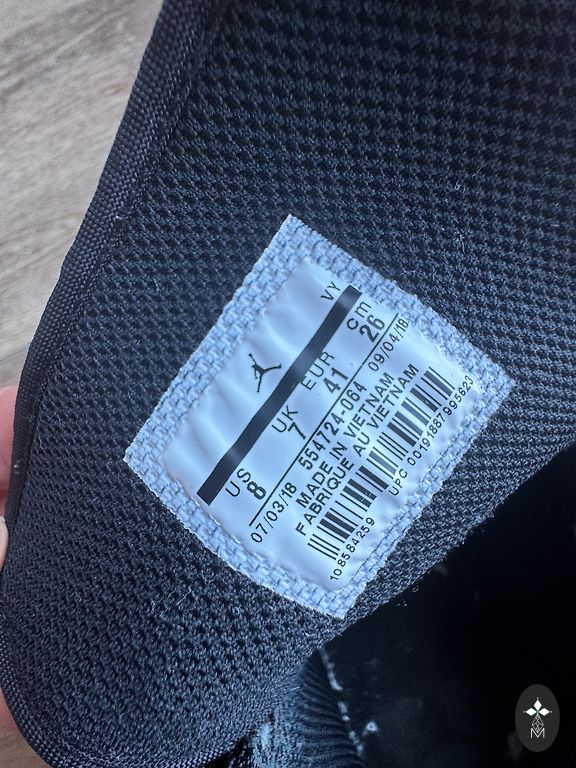 VY
US UK EUR cm
8 7 41 26
07/03/18 554724-064 09/04/18
MADE IN VIETNAM
FABRIQUE AU VIETNAM
108584259 UPC 00191887995623
M